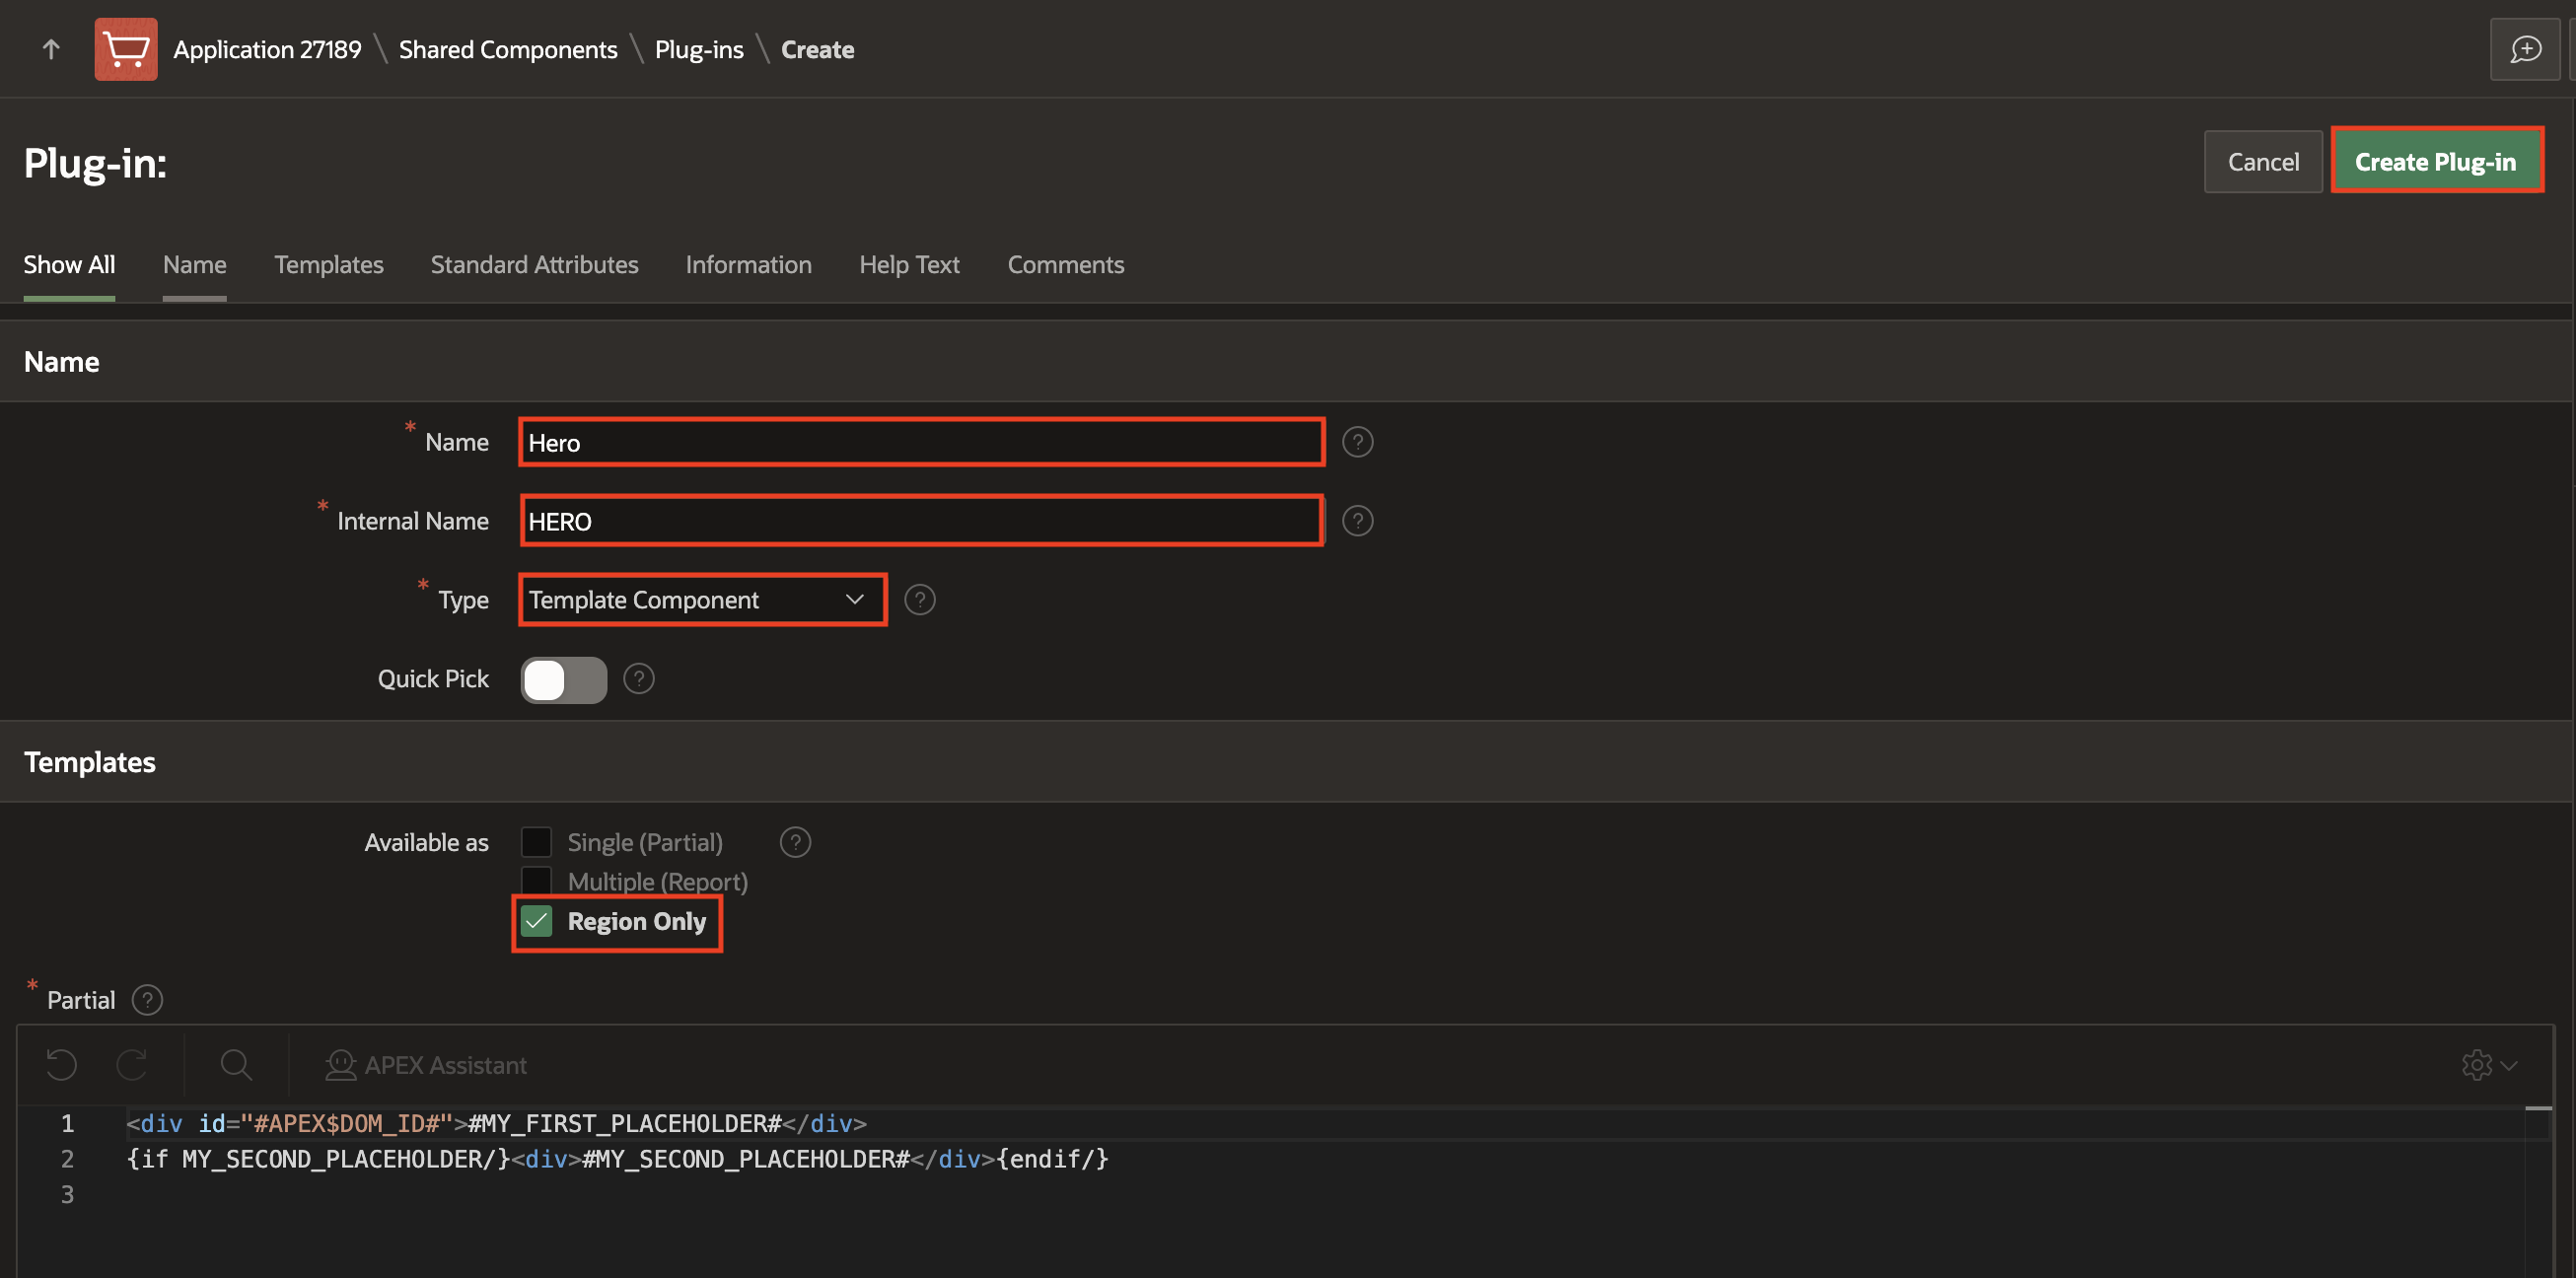 Application 27189 \ Shared Components \ Plug-ins \ Create
Plug-in:
Cancel
Create Plug-in
Show All
Name
Templates
Standard Attributes
Information
Help Text
Comments
Name
* Name
Hero
?
* Internal Name
HERO
?
* Type
Template Component
?
Quick Pick
?
Templates
Available as
Single (Partial)
?
Multiple (Report)
Region Only
* Partial
?
APEX Assistant
1 <div id="#APEX$DOM_ID#">#MY_FIRST_PLACEHOLDER#</div>
2 {if MY_SECOND_PLACEHOLDER/}<div>#MY_SECOND_PLACEHOLDER#</div>{endif/}
3